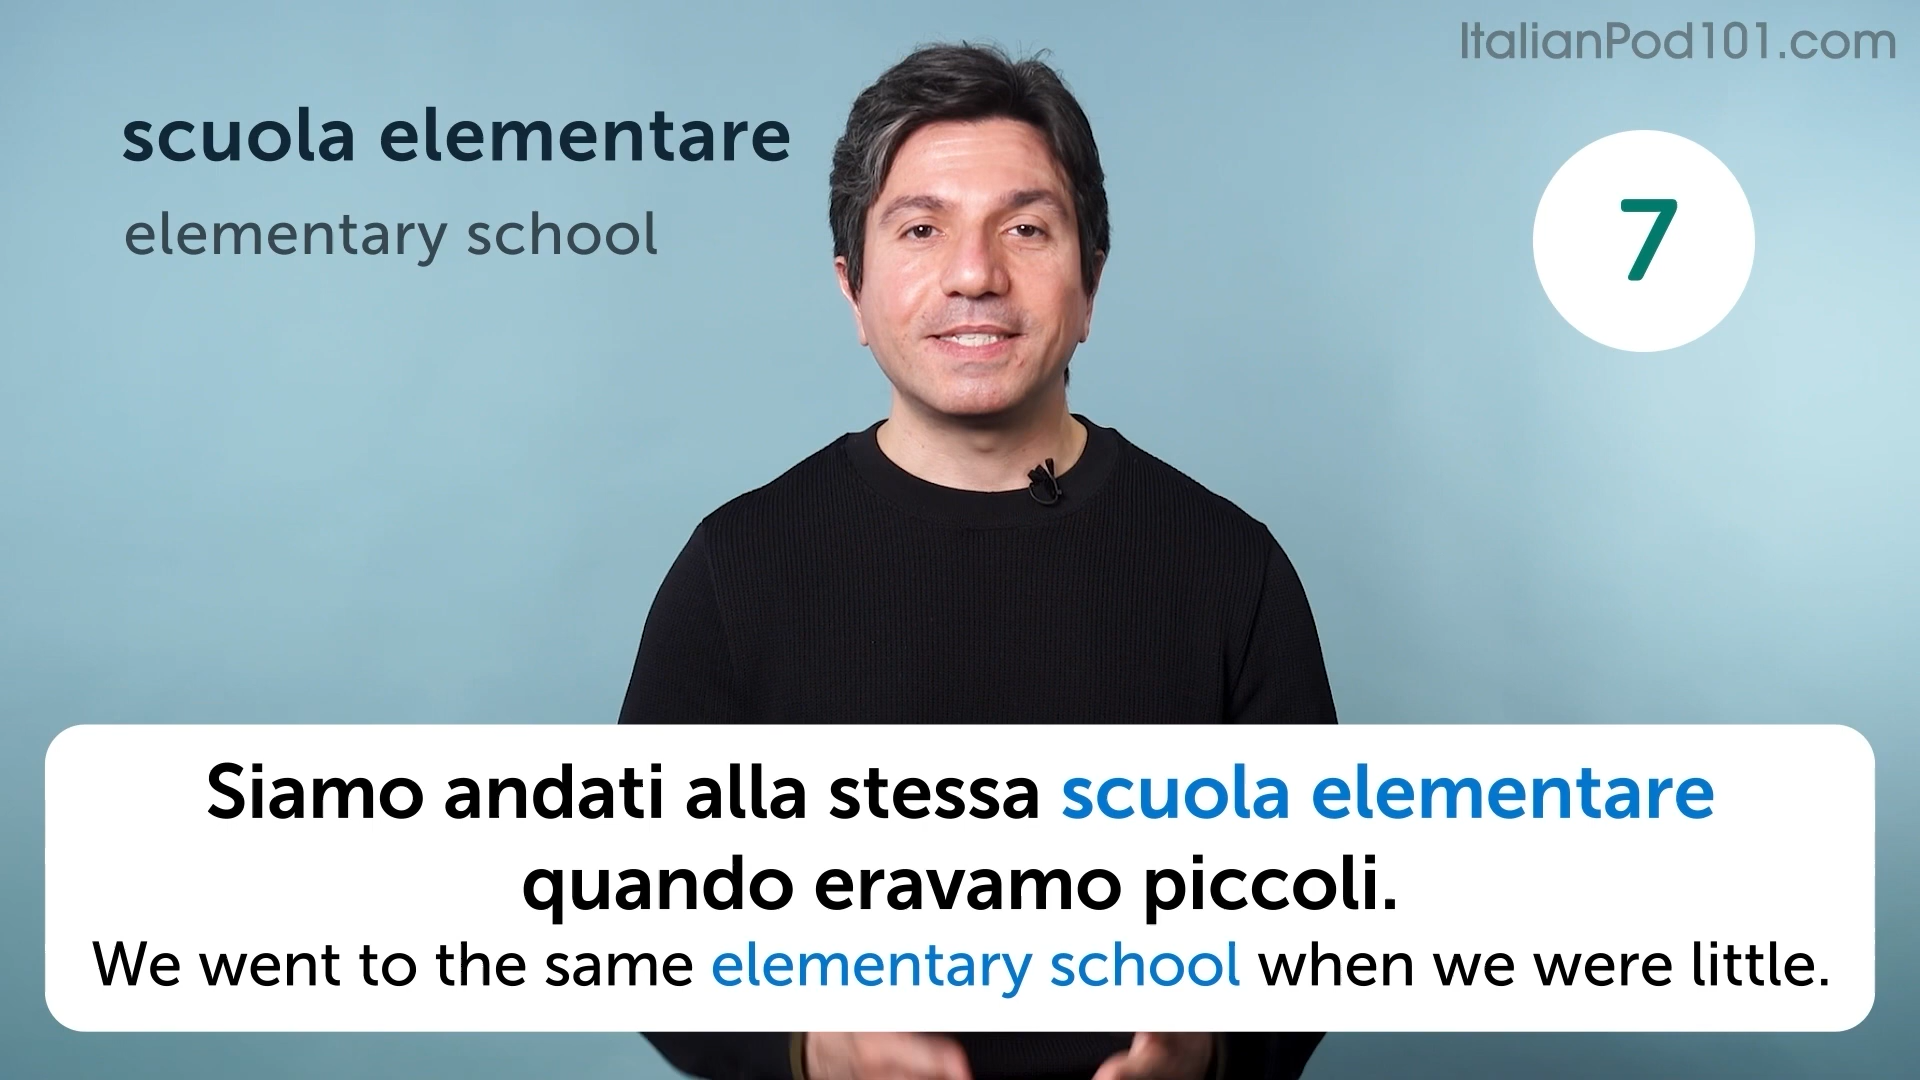 ItalianPod101.com
scuola elementare
elementary school
7
Siamo andati alla stessa scuola elementare
quando eravamo piccoli.
We went to the same elementary school when we were little.